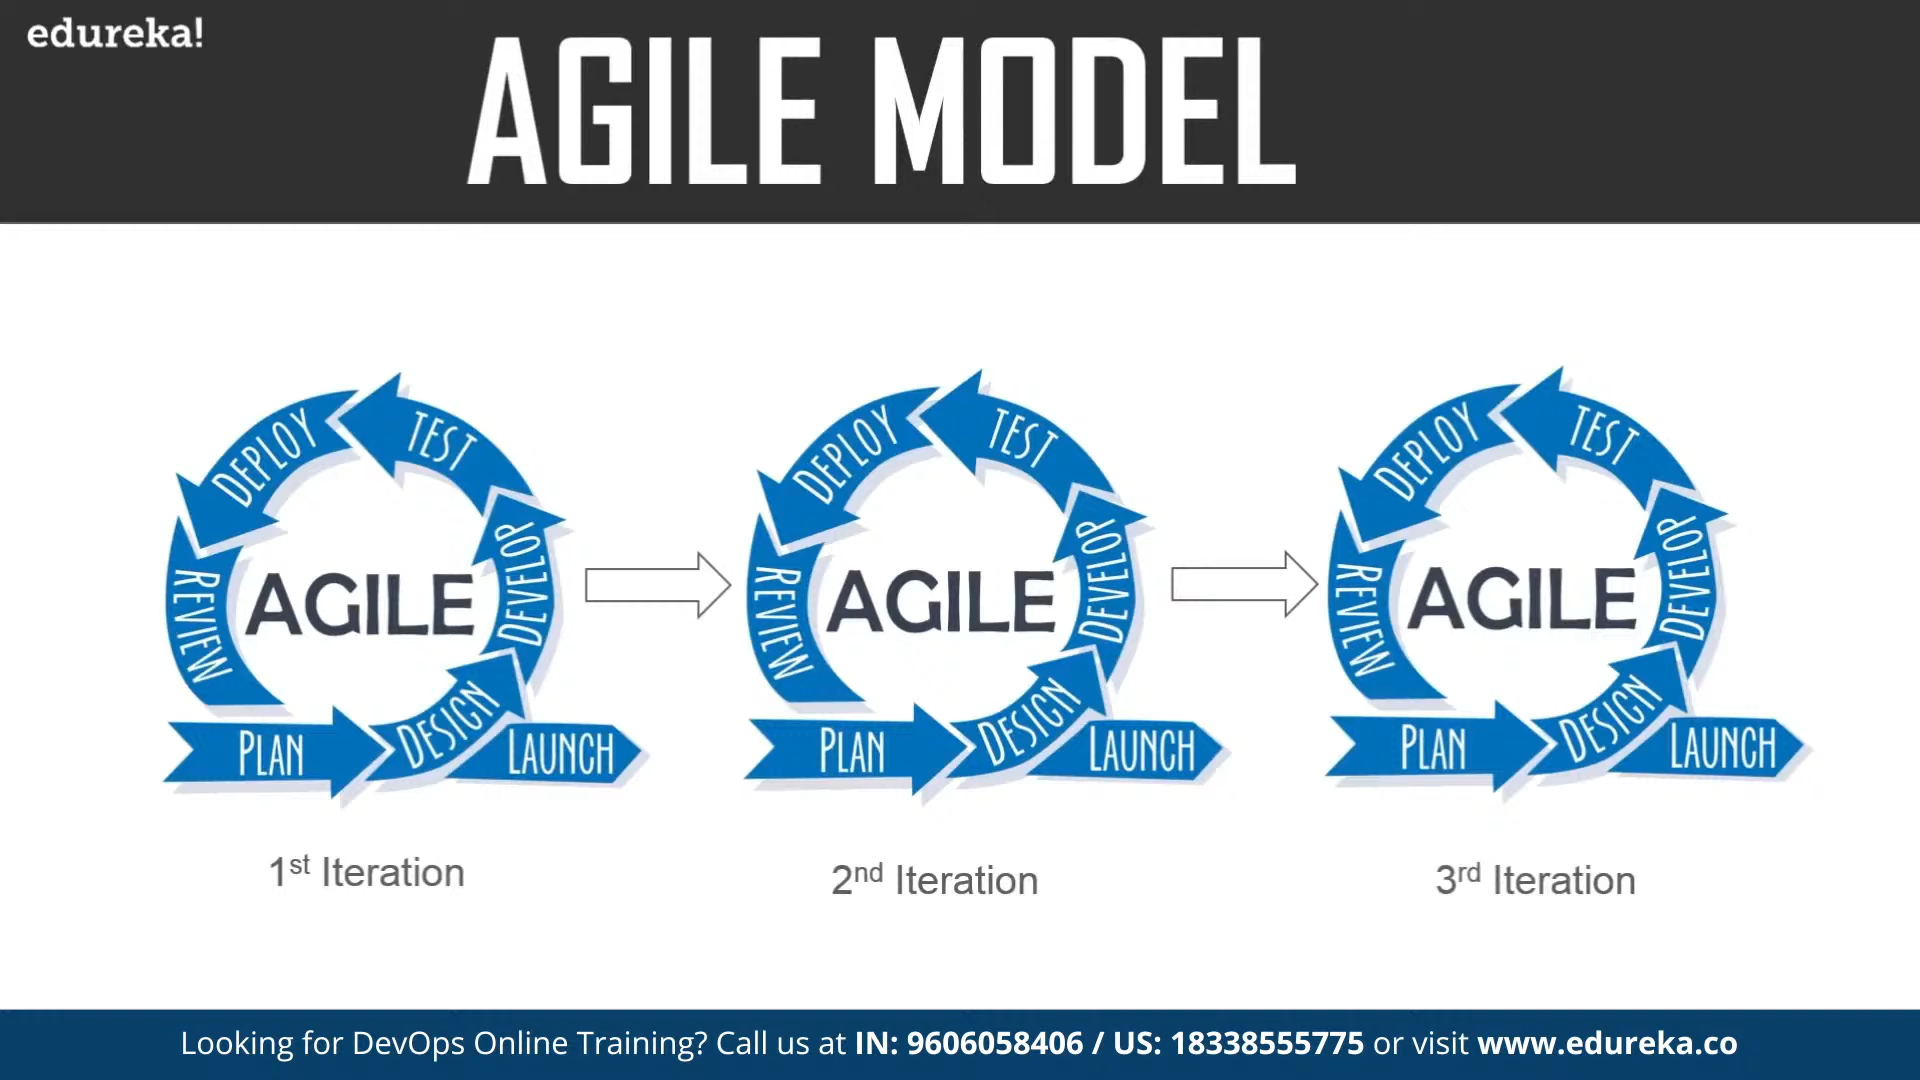 edureka!
AGILE MODEL
DEPLOY
TEST
REVIEW
AGILE
DEVELOP
PLAN
DESIGN
LAUNCH
1st Iteration
DEPLOY
TEST
REVIEW
AGILE
DEVELOP
PLAN
DESIGN
LAUNCH
2nd Iteration
DEPLOY
TEST
REVIEW
AGILE
DEVELOP
PLAN
DESIGN
LAUNCH
3rd Iteration
Looking for DevOps Online Training? Call us at IN: 9606058406 / US: 18338555775 or visit www.edureka.co